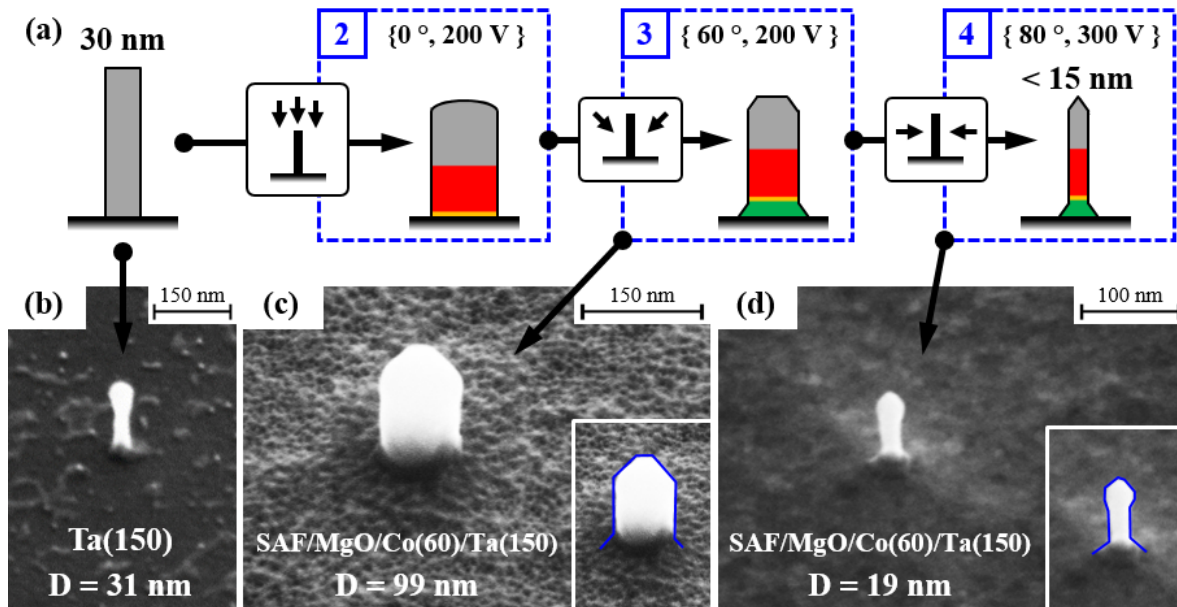 (a)
30 nm
2 {0 °, 200 V }
3 { 60 °, 200 V }
4 { 80 °, 300 V }
< 15 nm
(b)
150 nm
Ta(150)
D = 31 nm
(c)
150 nm
SAF/MgO/Co(60)/Ta(150)
D = 99 nm
(d)
100 nm
SAF/MgO/Co(60)/Ta(150)
D = 19 nm